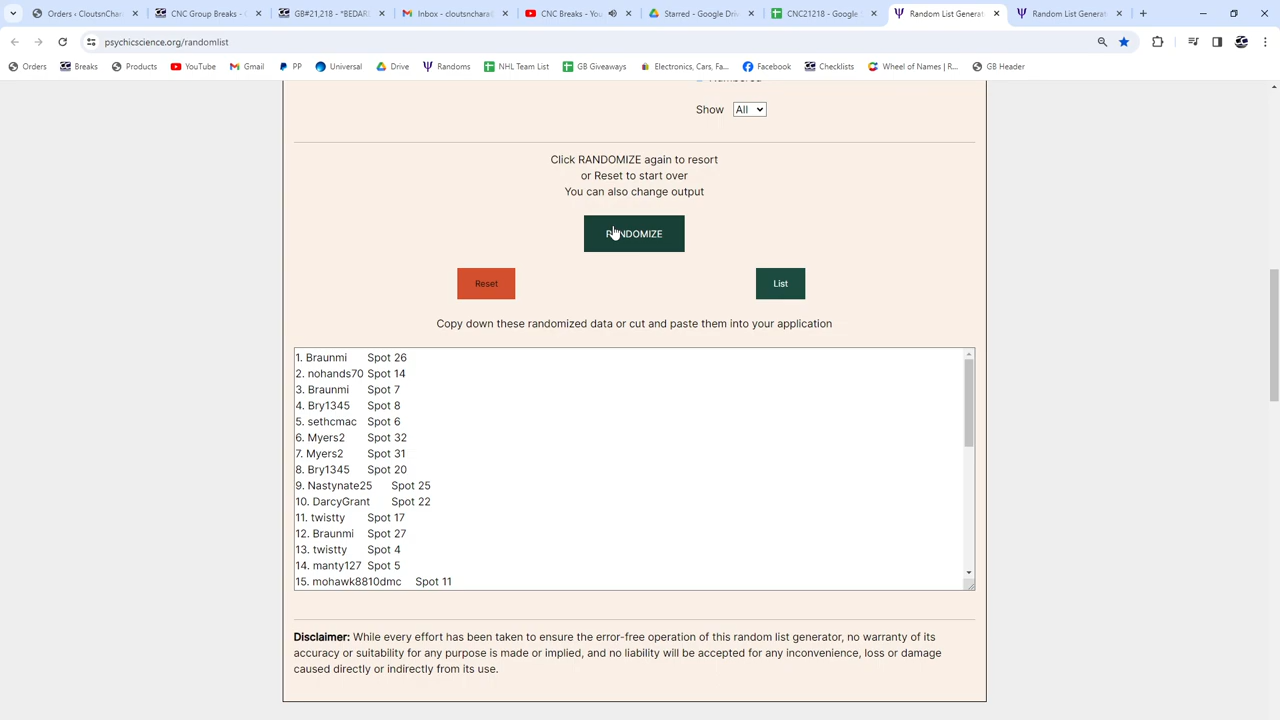 Orders ‹ CloutsnChar
CNC Group Breaks -
GB#21,218 - *BEDAR
Inbox - cloutsnchara
CNC Breaks - You
Starred - Google Dri
CNC21218 - Google
Random List Generat
Random List Generat
psychicscience.org/randomlist
Orders
Breaks
Products
YouTube
Gmail
PP
Universal
Drive
Randoms
NHL Team List
GB Giveaways
Electronics, Cars, Fa...
Facebook
Checklists
Wheel of Names | R...
GB Header
Numbered
Show All
Click RANDOMIZE again to resort
or Reset to start over
You can also change output
RANDOMIZE
Reset
List
Copy down these randomized data or cut and paste them into your application
1. Braunmi Spot 26
2. nohands70 Spot 14
3. Braunmi Spot 7
4. Bry1345 Spot 8
5. sethcmac Spot 6
6. Myers2 Spot 32
7. Myers2 Spot 31
8. Bry1345 Spot 20
9. Nastynate25 Spot 25
10. DarcyGrant Spot 22
11. twistty Spot 17
12. Braunmi Spot 27
13. twistty Spot 4
14. manty127 Spot 5
15. mohawk8810dmc Spot 11
Disclaimer: While every effort has been taken to ensure the error-free operation of this random list generator, no warranty of its
accuracy or suitability for any purpose is made or implied, and no liability will be accepted for any inconvenience, loss or damage
caused directly or indirectly from its use.